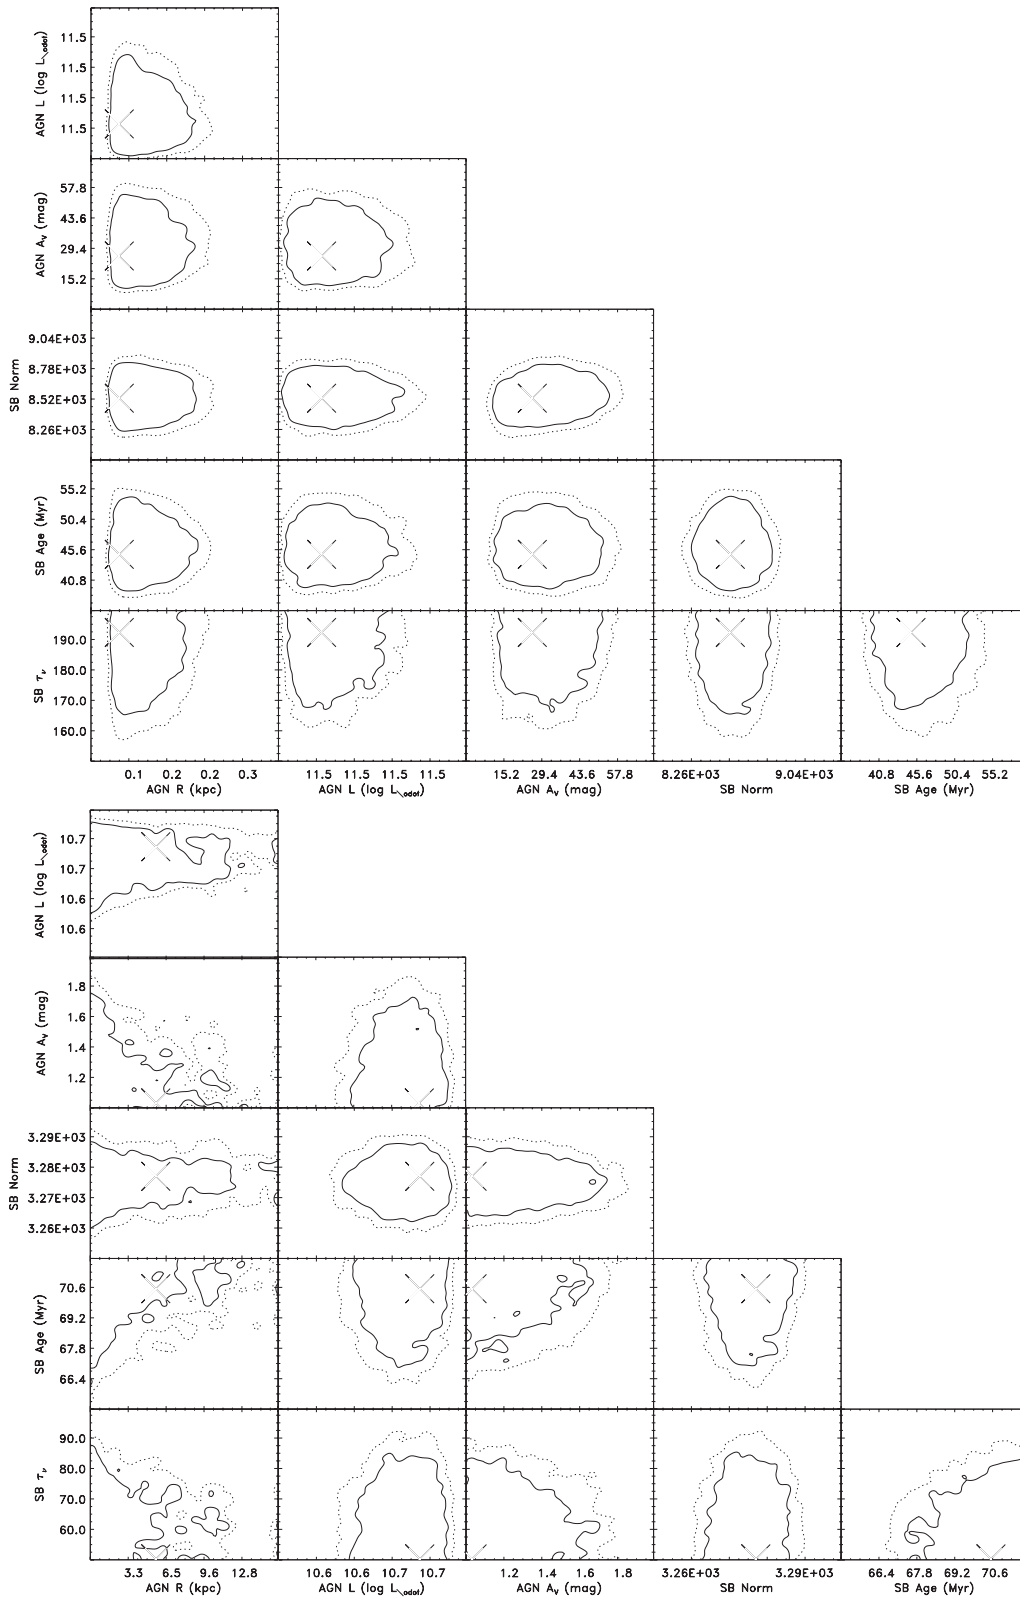 11.5
11.5
11.5
11.5
AGN L (log L\odot)
57.8
43.6
29.4
15.2
AGN Av (mag)
9.04E+03
8.78E+03
8.52E+03
8.26E+03
SB Norm
55.2
50.4
45.6
40.8
SB Age (Myr)
190.0
180.0
170.0
160.0
SB τν
0.1 0.2 0.2 0.3
AGN R (kpc)
11.5 11.5 11.5 11.5
AGN L (log L\odot)
15.2 29.4 43.6 57.8
AGN Av (mag)
8.26E+03 9.04E+03
SB Norm
40.8 45.6 50.4 55.2
SB Age (Myr)
10.7
10.7
10.6
10.6
AGN L (log L\odot)
1.8
1.6
1.4
1.2
AGN Av (mag)
3.29E+03
3.28E+03
3.27E+03
3.26E+03
SB Norm
70.6
69.2
67.8
66.4
SB Age (Myr)
90.0
80.0
70.0
60.0
SB τν
3.3 6.5 9.6 12.8
AGN R (kpc)
10.6 10.6 10.7 10.7
AGN L (log L\odot)
1.2 1.4 1.6 1.8
AGN Av (mag)
3.26E+03 3.29E+03
SB Norm
66.4 67.8 69.2 70.6
SB Age (Myr)